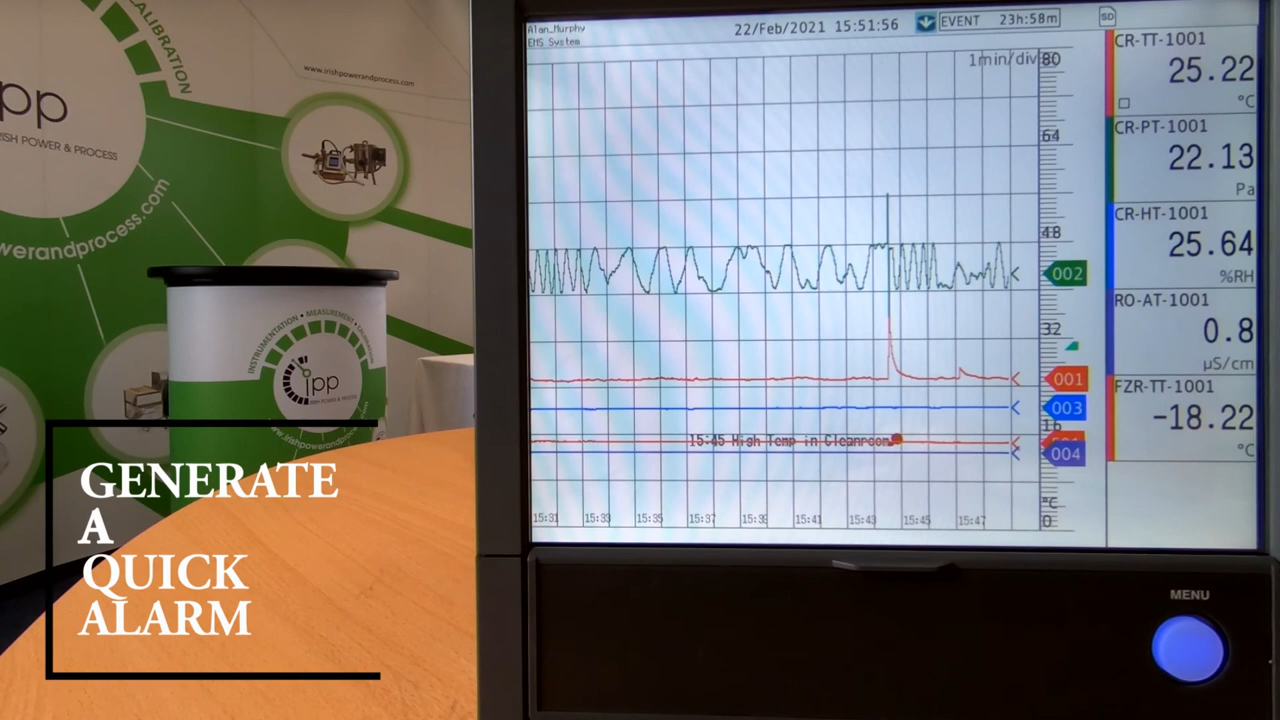 CALIBRATION
www.irishpowerandprocess.com
ipp
IRISH POWER & PROCESS
werandprocess.com
INSTRUMENTATION • MEASUREMENT • CALIBRATION
ipp
IRISH POWER & PROCESS
www.irishpowerandprocess.com
GENERATE
A
QUICK
ALARM
Alan_Murphy
EMS System
22/Feb/2021 15:51:56
EVENT
23h:58m
SD
1min/div
80
64
48
32
16
°C
0
002
001
003
004
15:45 High Temp in Cleanroom
15:31 15:33 15:35 15:37 15:39 15:41 15:43 15:45 15:47
CR-TT-1001
25.22
°C
CR-PT-1001
22.13
Pa
CR-HT-1001
25.64
%RH
RO-AT-1001
0.8
µS/cm
FZR-TT-1001
-18.22
°C
MENU